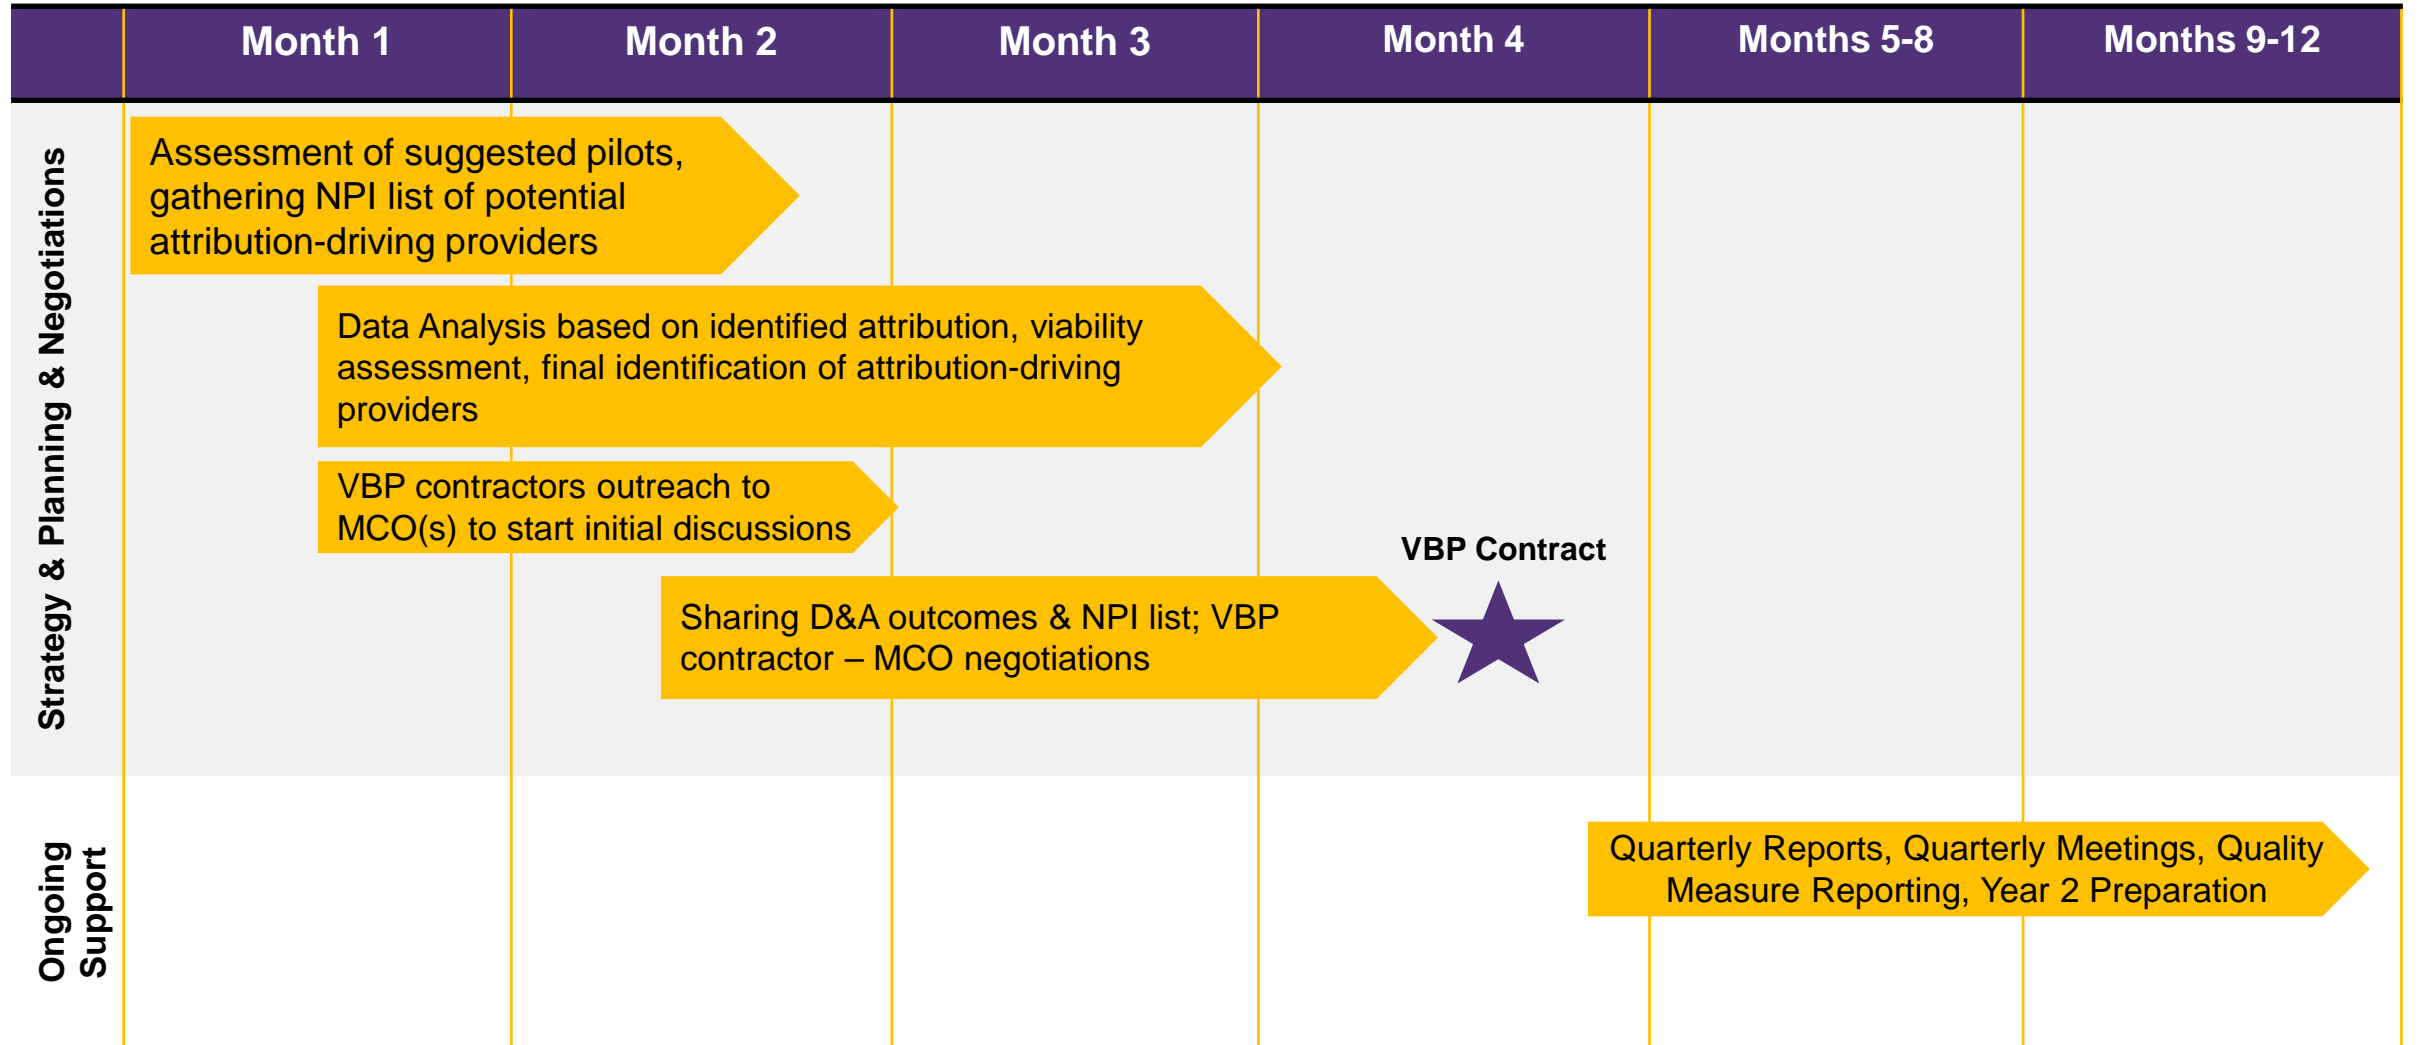 Month 1
Month 2
Month 3
Month 4
Months 5-8
Months 9-12
Strategy & Planning & Negotiations
Assessment of suggested pilots,
gathering NPI list of potential
attribution-driving providers
Data Analysis based on identified attribution, viability
assessment, final identification of attribution-driving
providers
VBP contractors outreach to
MCO(s) to start initial discussions
VBP Contract
Sharing D&A outcomes & NPI list; VBP
contractor – MCO negotiations
Ongoing
Support
Quarterly Reports, Quarterly Meetings, Quality
Measure Reporting, Year 2 Preparation